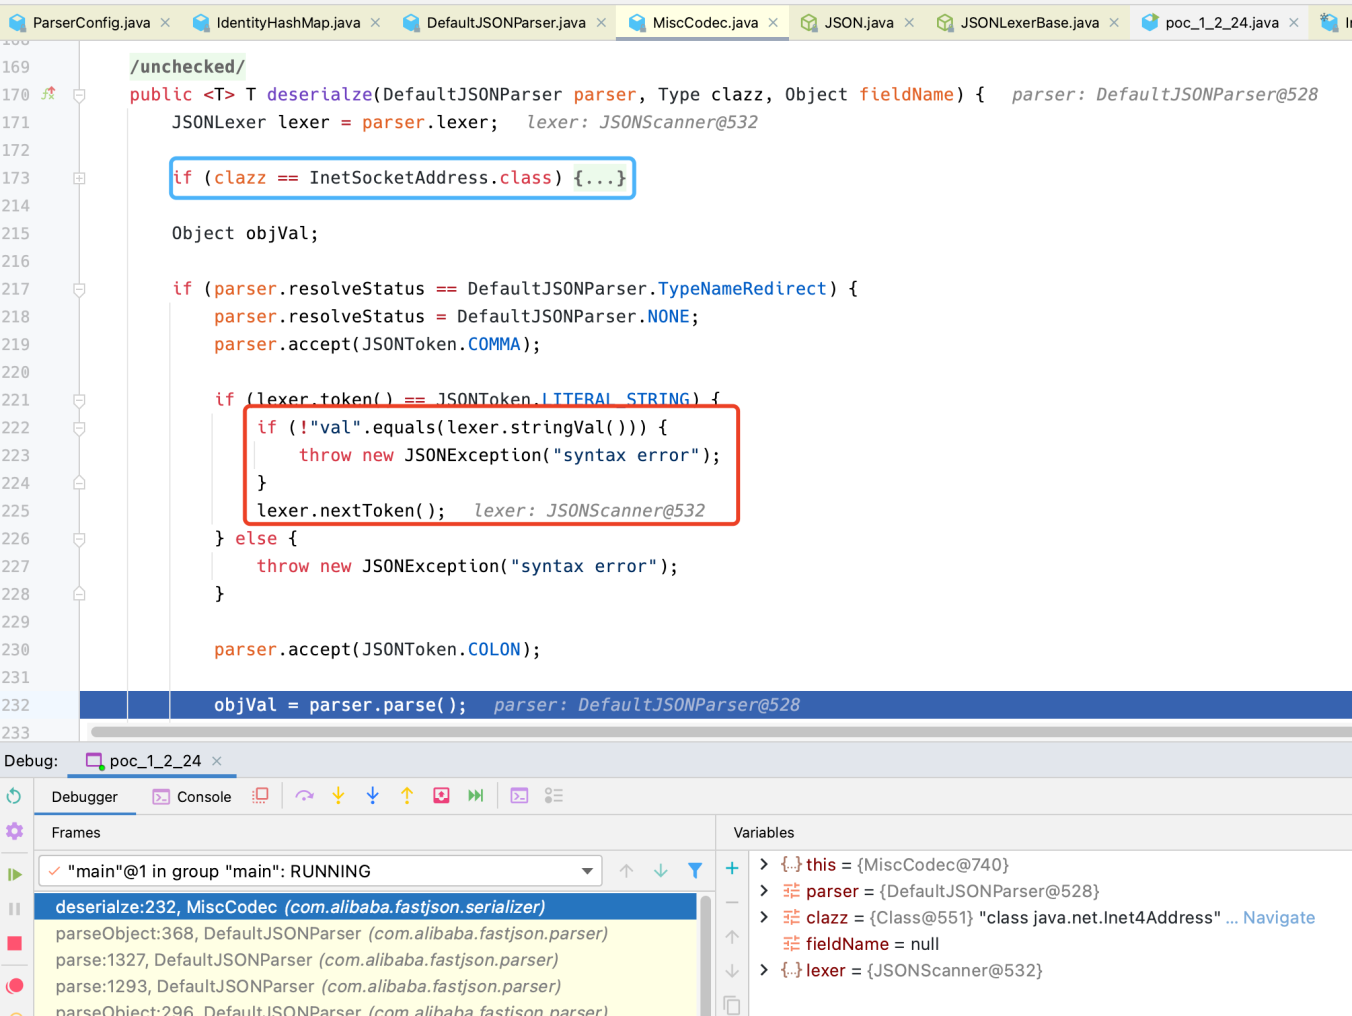 ParserConfig.java × IdentityHashMap.java × DefaultJSONParser.java × MiscCodec.java × JSON.java × JSONLexerBase.java × poc_1_2_24.java ×
169 /unchecked/
170 public <T> T deserialze(DefaultJSONParser parser, Type clazz, Object fieldName) { parser: DefaultJSONParser@528
171 JSONLexer lexer = parser.lexer; lexer: JSONScanner@532
172
173 if (clazz == InetSocketAddress.class) {...}
214
215 Object objVal;
216
217 if (parser.resolveStatus == DefaultJSONParser.TypeNameRedirect) {
218 parser.resolveStatus = DefaultJSONParser.NONE;
219 parser.accept(JSONToken.COMMA);
220
221 if (lexer.token() == JSONToken.LITERAL_STRING) {
222 if (!"val".equals(lexer.stringVal())) {
223 throw new JSONException("syntax error");
224 }
225 lexer.nextToken(); lexer: JSONScanner@532
226 } else {
227 throw new JSONException("syntax error");
228 }
229
230 parser.accept(JSONToken.COLON);
231
232 objVal = parser.parse(); parser: DefaultJSONParser@528
233
Debug: poc_1_2_24 ×
Debugger Console
Frames
Variables
"main"@1 in group "main": RUNNING
deserialze:232, MiscCodec (com.alibaba.fastjson.serializer)
parseObject:368, DefaultJSONParser (com.alibaba.fastjson.parser)
parse:1327, DefaultJSONParser (com.alibaba.fastjson.parser)
parse:1293, DefaultJSONParser (com.alibaba.fastjson.parser)
parseObject:296, DefaultJSONParser (com.alibaba.fastjson.parser)
this = {MiscCodec@740}
parser = {DefaultJSONParser@528}
clazz = {Class@551} "class java.net.Inet4Address" ... Navigate
fieldName = null
lexer = {JSONScanner@532}